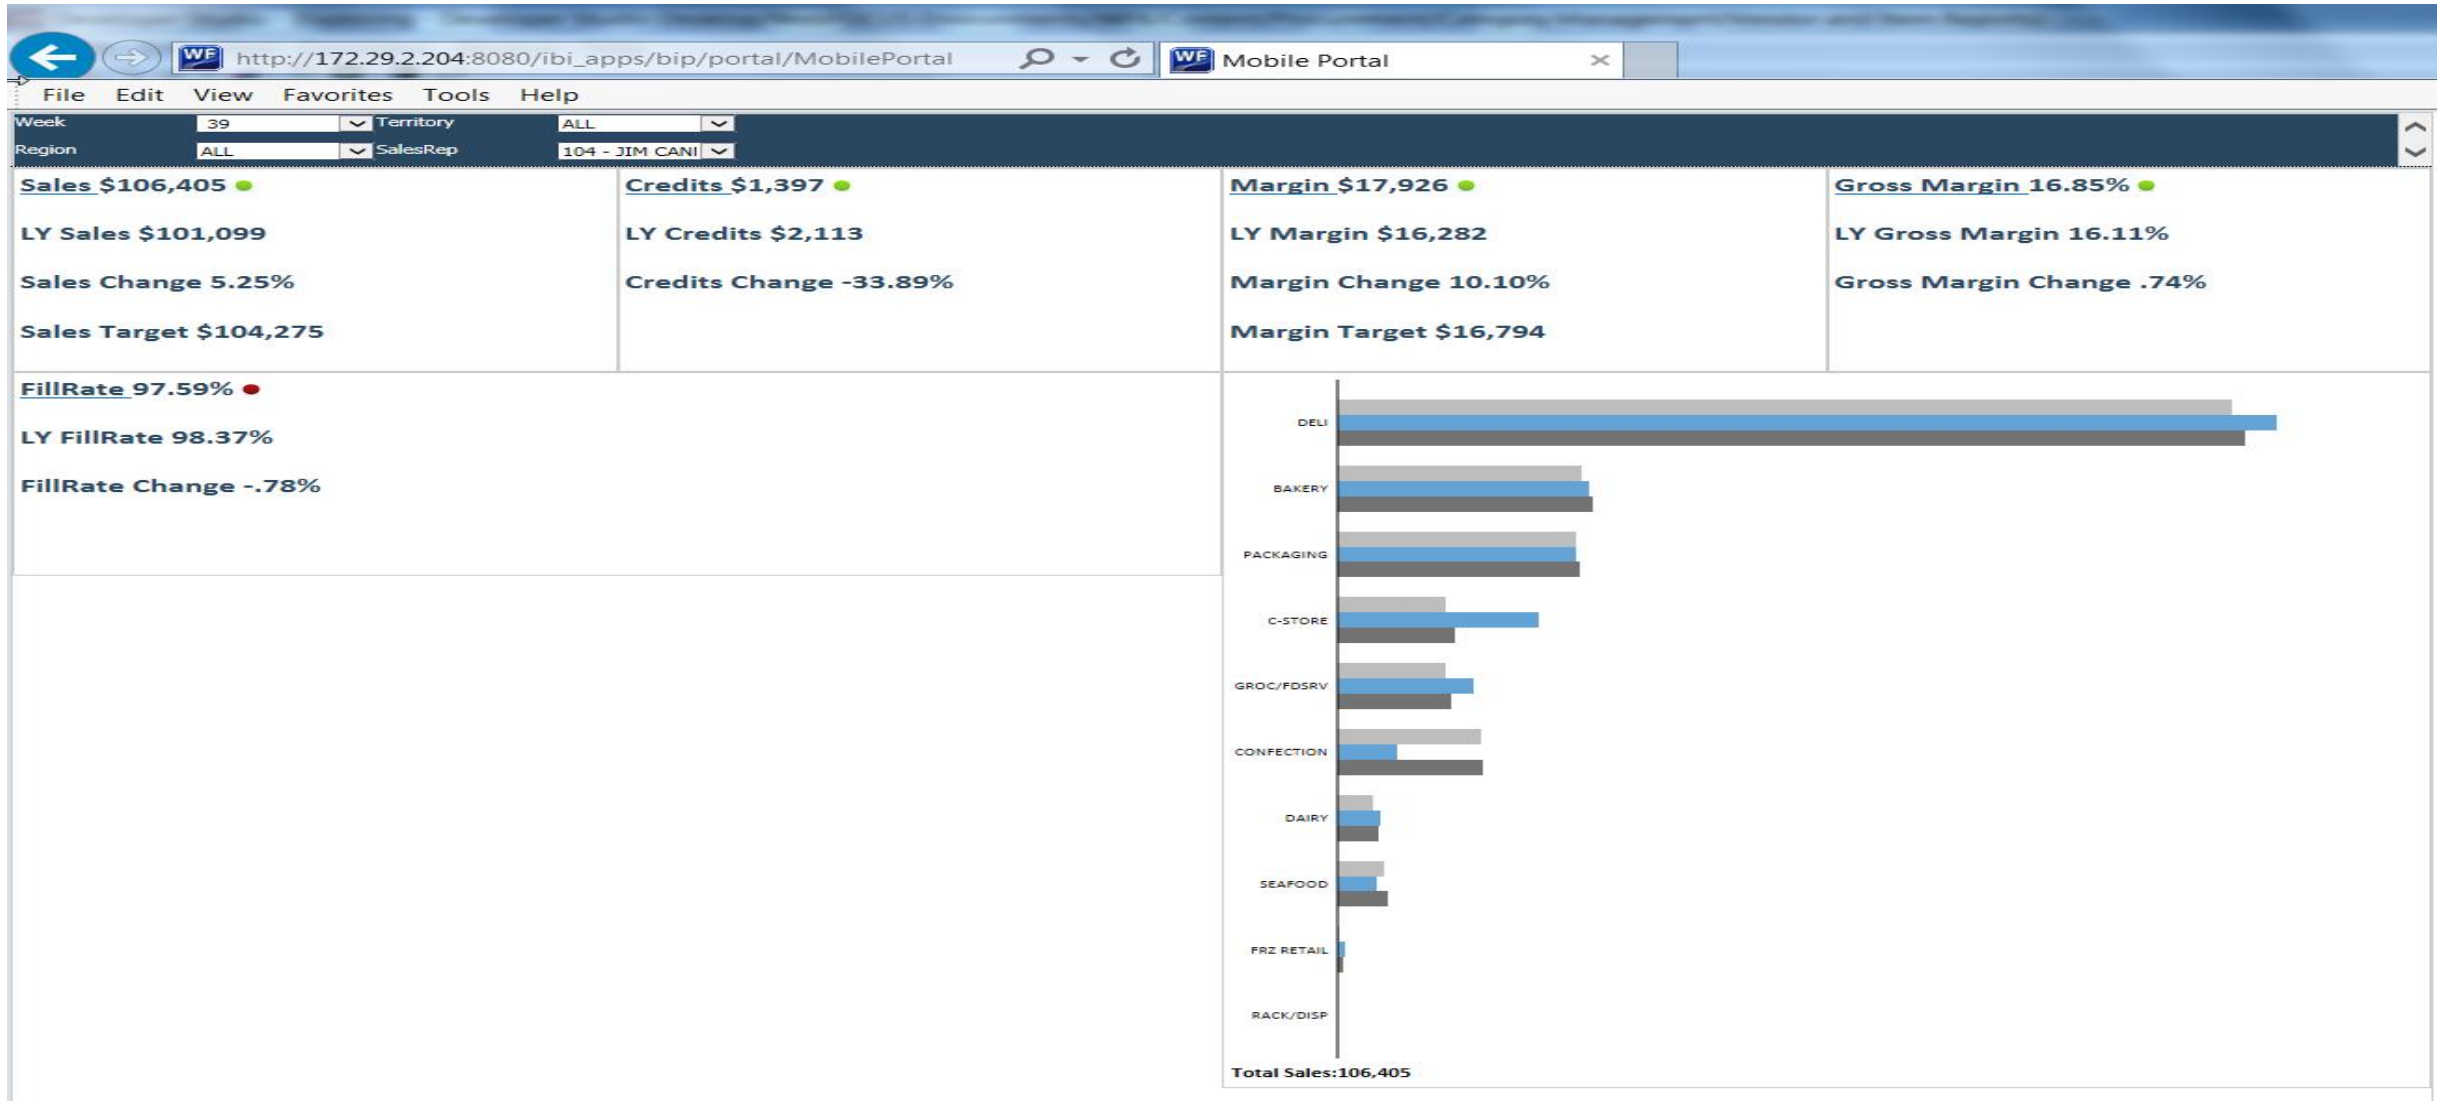 http://172.29.2.204:8080/ibi_apps/bip/portal/MobilePortal
WF Mobile Portal
File Edit View Favorites Tools Help
Week 39 Territory ALL
Region ALL SalesRep 104 - JIM CANI
Sales $106,405
LY Sales $101,099
Sales Change 5.25%
Sales Target $104,275
Credits $1,397
LY Credits $2,113
Credits Change -33.89%
Margin $17,926
LY Margin $16,282
Margin Change 10.10%
Margin Target $16,794
Gross Margin 16.85%
LY Gross Margin 16.11%
Gross Margin Change .74%
FillRate 97.59%
LY FillRate 98.37%
FillRate Change -.78%
DELI
BAKERY
PACKAGING
C-STORE
GROC/FDSRV
CONFECTION
DAIRY
SEAFOOD
FRZ RETAIL
RACK/DISP
Total Sales:106,405